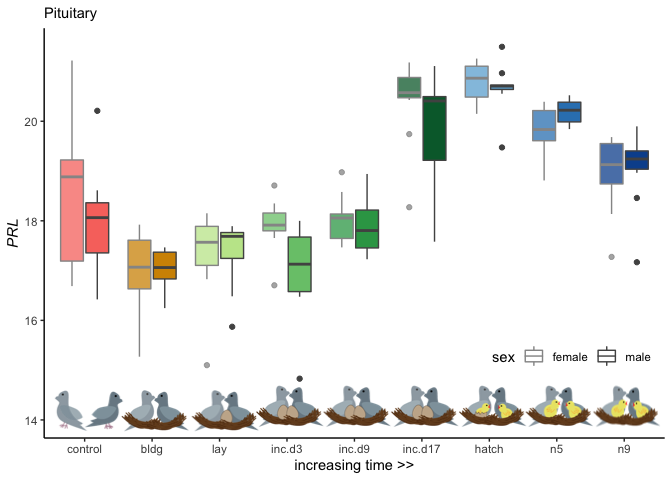 Pituitary
PRL
20
18
16
14
sex female male
control bldg lay inc.d3 inc.d9 inc.d17 hatch n5 n9
increasing time >>